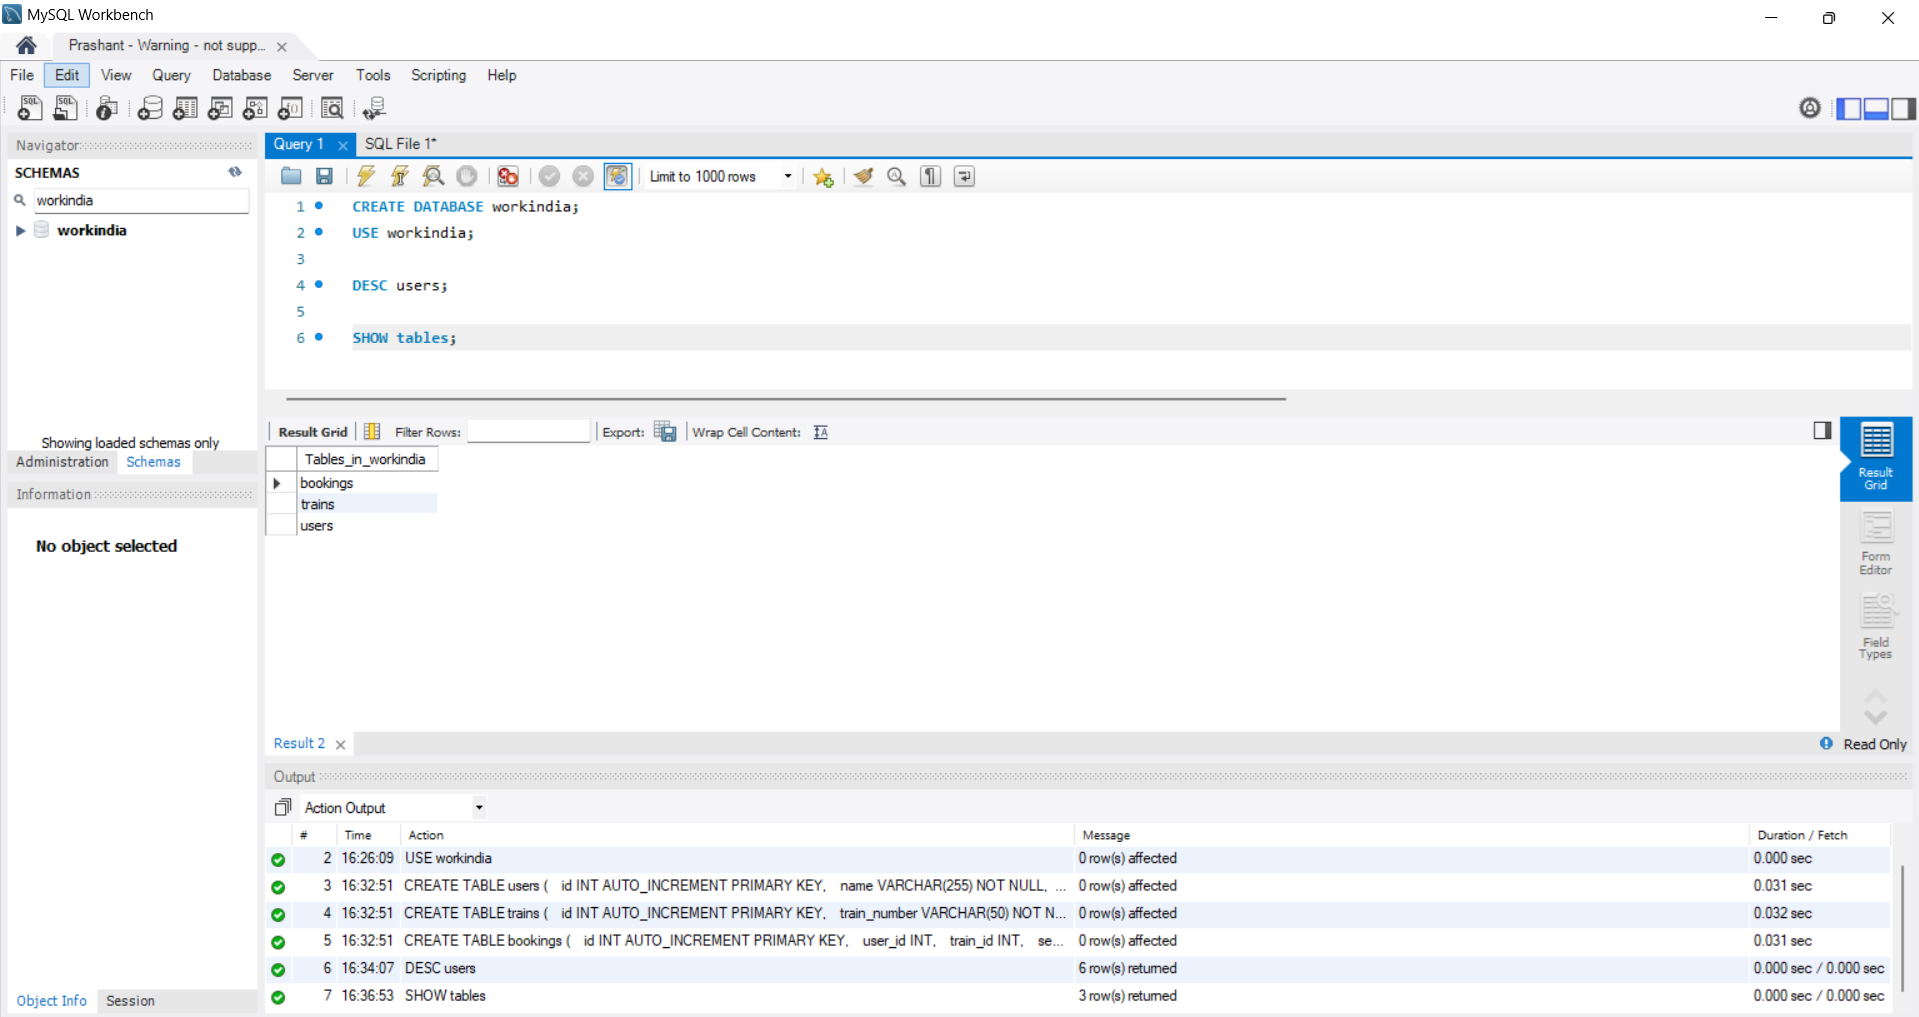 MySQL Workbench
Prashant - Warning - not supp...
File Edit View Query Database Server Tools Scripting Help
Navigator
SCHEMAS
workindia
workindia
Showing loaded schemas only
Administration Schemas
Information
No object selected
Object Info Session
Query 1 SQL File 1*
Limit to 1000 rows
1 CREATE DATABASE workindia;
2 USE workindia;
3
4 DESC users;
5
6 SHOW tables;
Result Grid Filter Rows: Export: Wrap Cell Content:
Tables_in_workindia
bookings
trains
users
Result
Grid
Form
Editor
Field
Types
Result 2 Read Only
Output
Action Output
# Time Action Message Duration / Fetch
2 16:26:09 USE workindia 0 row(s) affected 0.000 sec
3 16:32:51 CREATE TABLE users ( id INT AUTO_INCREMENT PRIMARY KEY, name VARCHAR(255) NOT NULL, ... 0 row(s) affected 0.031 sec
4 16:32:51 CREATE TABLE trains ( id INT AUTO_INCREMENT PRIMARY KEY, train_number VARCHAR(50) NOT N... 0 row(s) affected 0.032 sec
5 16:32:51 CREATE TABLE bookings ( id INT AUTO_INCREMENT PRIMARY KEY, user_id INT, train_id INT, se... 0 row(s) affected 0.031 sec
6 16:34:07 DESC users 6 row(s) returned 0.000 sec / 0.000 sec
7 16:36:53 SHOW tables 3 row(s) returned 0.000 sec / 0.000 sec